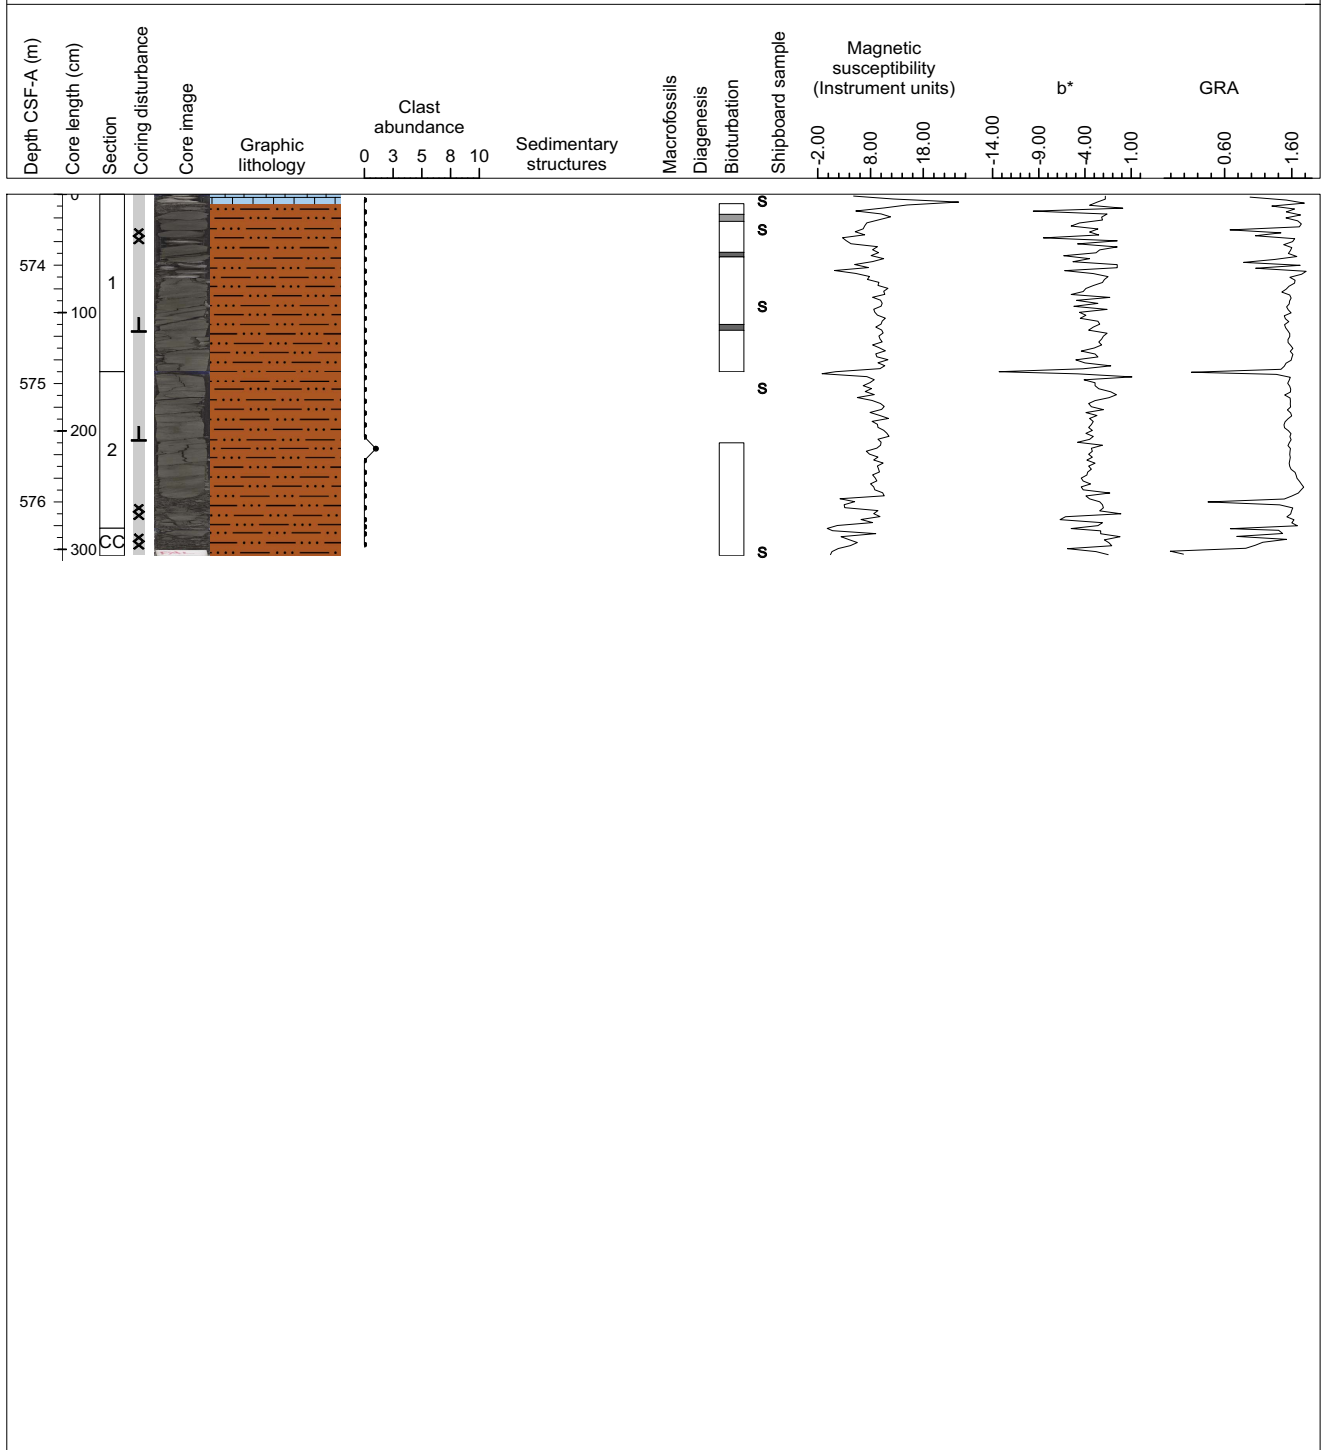 Depth CSF-A (m)
Core length (cm)
Section
Coring disturbance
Core image
Graphic
lithology
Clast
abundance
0 3 5 8 10
Sedimentary
structures
Macrofossils
Diagenesis
Bioturbation
Shipboard sample
Magnetic
susceptibility
(Instrument units)
-2.00 8.00 18.00
b*
-14.00 -9.00 -4.00 1.00
GRA
0.60 1.60
0
S
S
574
1
S
100
575
S
200
2
576
CC
300
S